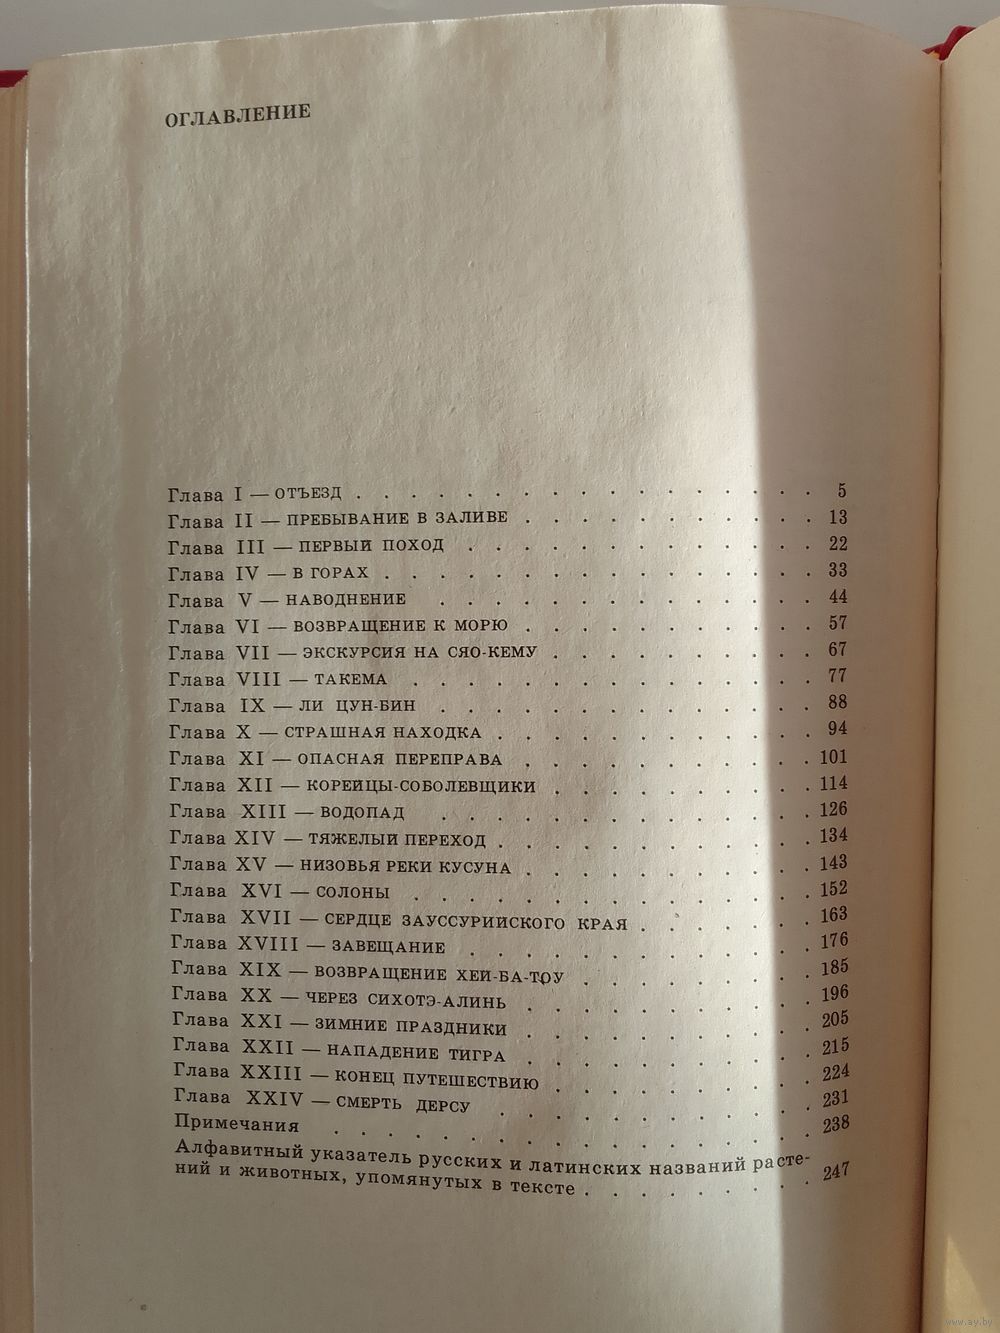 ОГЛАВЛЕНИЕ
Глава I — ОТЪЕЗД . . . . . . . . . . . . . . . . . 5
Глава II — ПРЕБЫВАНИЕ В ЗАЛИВЕ . . . . . . . . . . . 13
Глава III — ПЕРВЫЙ ПОХОД . . . . . . . . . . . . . 22
Глава IV — В ГОРАХ . . . . . . . . . . . . . . . . 33
Глава V — НАВОДНЕНИЕ . . . . . . . . . . . . . . 44
Глава VI — ВОЗВРАЩЕНИЕ К МОРЮ . . . . . . . . . . . 57
Глава VII — ЭКСКУРСИЯ НА СЯО-КЕМУ . . . . . . . . . . 67
Глава VIII — ТАКЕМА . . . . . . . . . . . . . . . 77
Глава IX — ЛИ ЦУН-БИН . . . . . . . . . . . . . . 88
Глава X — СТРАШНАЯ НАХОДКА . . . . . . . . . . . . 94
Глава XI — ОПАСНАЯ ПЕРЕПРАВА . . . . . . . . . . . 101
Глава XII — КОРЕЙЦЫ-СОБОЛЕВЩИКИ . . . . . . . . . . 114
Глава XIII — ВОДОПАД . . . . . . . . . . . . . . 126
Глава XIV — ТЯЖЕЛЫЙ ПЕРЕХОД . . . . . . . . . . . . 134
Глава XV — НИЗОВЬЯ РЕКИ КУСУНА . . . . . . . . . . . 143
Глава XVI — СОЛОНЫ . . . . . . . . . . . . . . . 152
Глава XVII — СЕРДЦЕ ЗАУССУРИЙСКОГО КРАЯ . . . . . . . 163
Глава XVIII — ЗАВЕЩАНИЕ . . . . . . . . . . . . . 176
Глава XIX — ВОЗВРАЩЕНИЕ ХЕЙ-БА-ТОУ . . . . . . . . . 185
Глава XX — ЧЕРЕЗ СИХОТЭ-АЛИНЬ . . . . . . . . . . . 196
Глава XXI — ЗИМНИЕ ПРАЗДНИКИ . . . . . . . . . . . 205
Глава XXII — НАПАДЕНИЕ ТИГРА . . . . . . . . . . . 215
Глава XXIII — КОНЕЦ ПУТЕШЕСТВИЮ . . . . . . . . . . 224
Глава XXIV — СМЕРТЬ ДЕРСУ . . . . . . . . . . . . 231
Примечания . . . . . . . . . . . . . . . . . . 238
Алфавитный указатель русских и латинских названий расте-
ний и животных, упомянутых в тексте . . . . . . . . . 247
www.ay.by